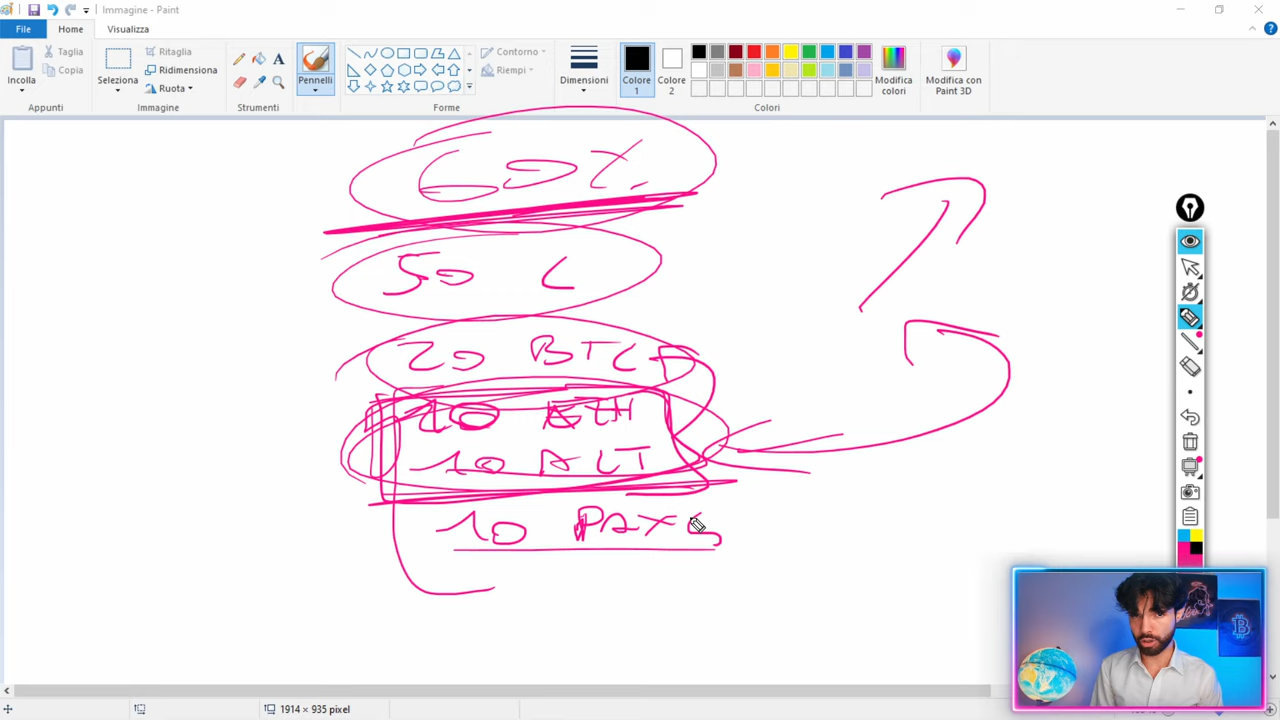 Immagine - Paint
File Home Visualizza
Incolla
Taglia
Copia
Appunti
Seleziona
Ritaglia
Ridimensiona
Ruota
Immagine
A
Strumenti
Pennelli
Forme
Contorno
Riempi
Dimensioni
Colore 1
Colore 2
Modifica colori
Colori
Modifica con Paint 3D
60%
50 C
20 BTC
10 ETH
10 ALT
10 PAXG
1914 × 935 pixel